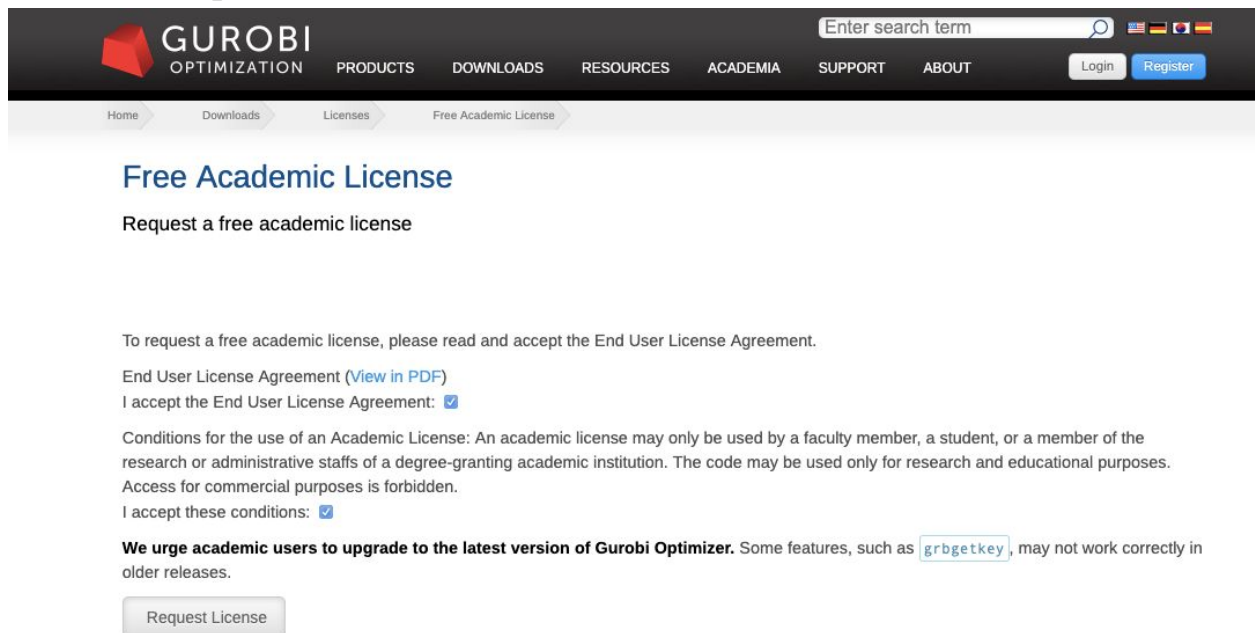 GUROBI
OPTIMIZATION
Enter search term
PRODUCTS DOWNLOADS RESOURCES ACADEMIA SUPPORT ABOUT
Login Register
Home Downloads Licenses Free Academic License
Free Academic License
Request a free academic license
To request a free academic license, please read and accept the End User License Agreement.
End User License Agreement (View in PDF)
I accept the End User License Agreement:
Conditions for the use of an Academic License: An academic license may only be used by a faculty member, a student, or a member of the
research or administrative staffs of a degree-granting academic institution. The code may be used only for research and educational purposes.
Access for commercial purposes is forbidden.
I accept these conditions:
We urge academic users to upgrade to the latest version of Gurobi Optimizer. Some features, such as grbgetkey, may not work correctly in
older releases.
Request License